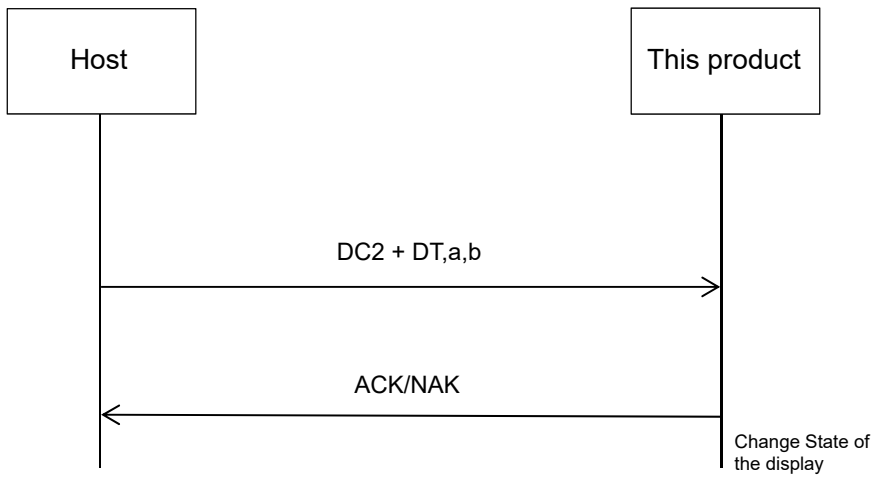 Host
This product
DC2 + DT,a,b
ACK/NAK
Change State of
the display